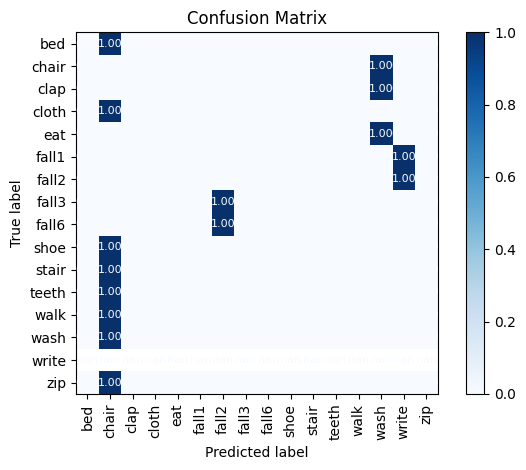 Confusion Matrix
True label
bed 1.00
chair 1.00
clap 1.00
cloth 1.00
eat 1.00
fall1 1.00
fall2 1.00
fall3 1.00
fall6 1.00
shoe 1.00
stair 1.00
teeth 1.00
walk 1.00
wash 1.00
write
zip 1.00
bed chair clap cloth eat fall1 fall2 fall3 fall6 shoe stair teeth walk wash write zip
Predicted label
1.0
0.8
0.6
0.4
0.2
0.0